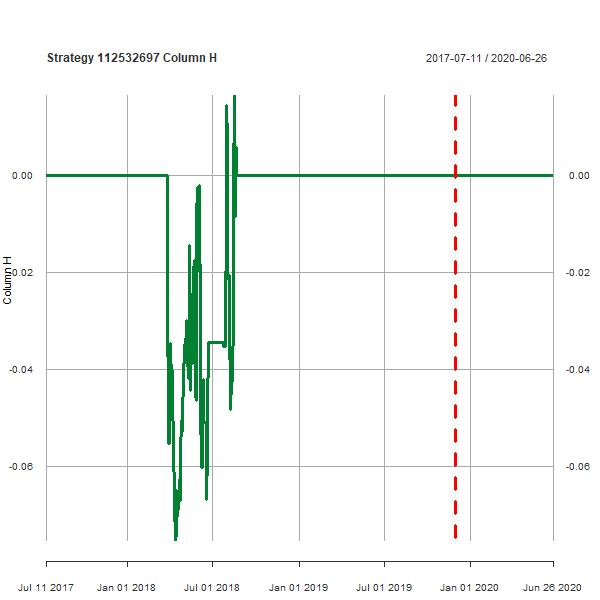 Strategy 112532697 Column H
2017-07-11 / 2020-06-26
0.00 0.00
-0.02 -0.02
Column H
-0.04 -0.04
-0.06 -0.06
Jul 11 2017 Jan 01 2018 Jul 01 2018 Jan 01 2019 Jul 01 2019 Jan 01 2020 Jun 26 2020